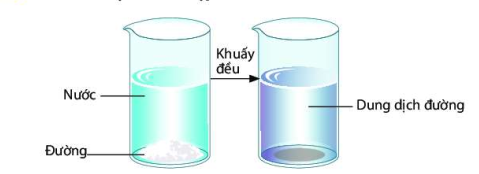 Khuấy
đều
Nước
Dung dịch đường
Đường